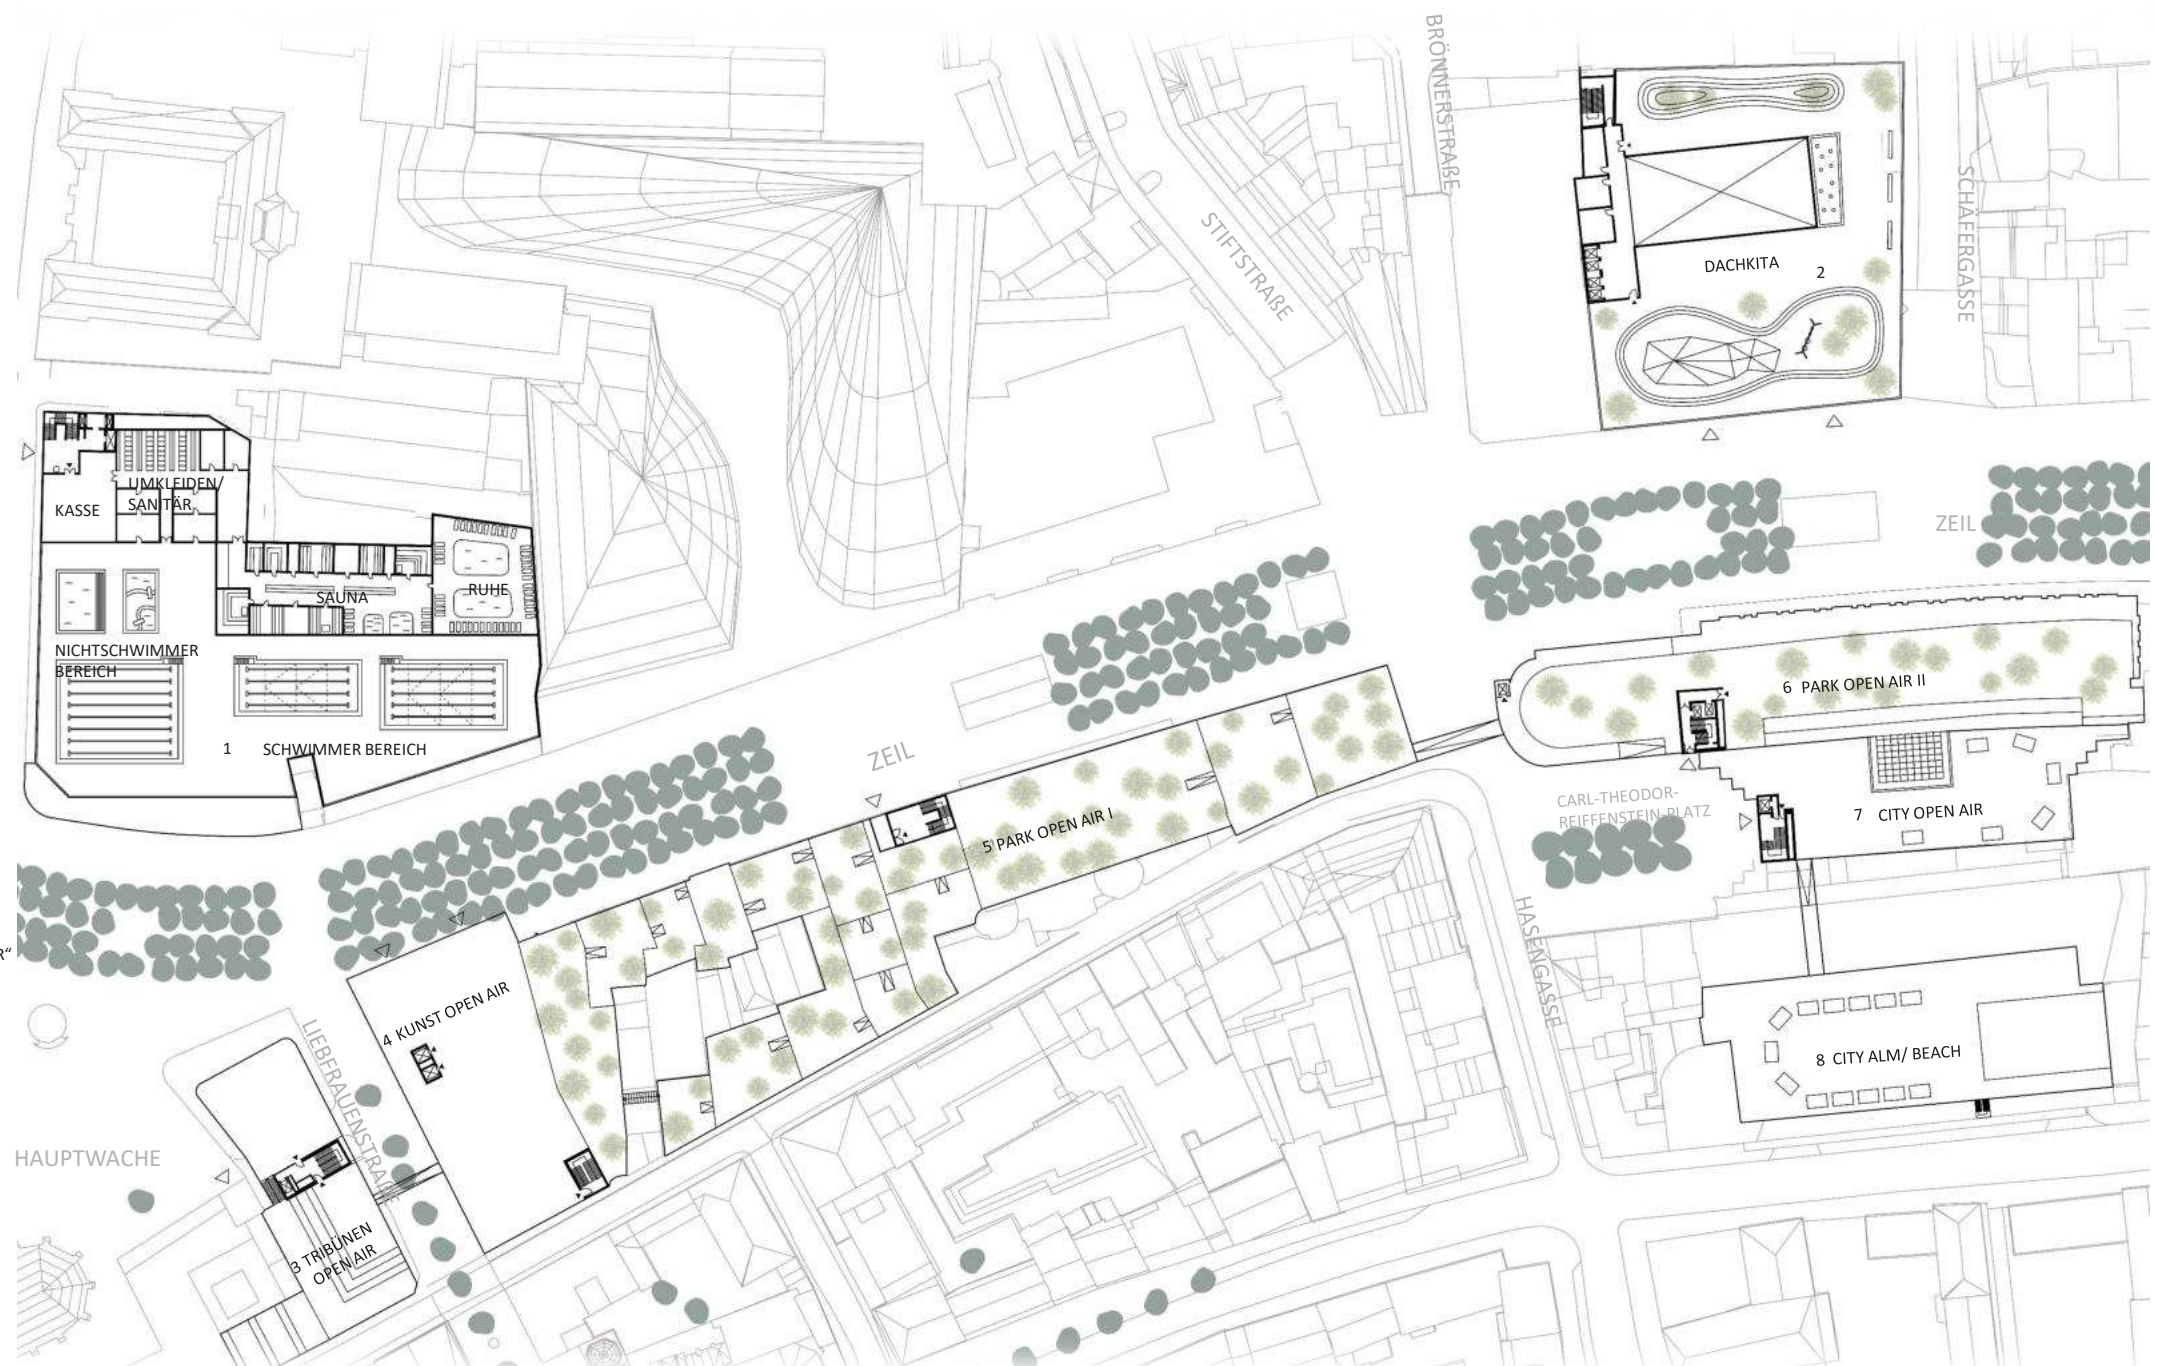 BRÖNNERSTRAßE
STIFTSTRAßE
SCHÄFERGASSE
DACHKITA
2
UMKLEIDEN/
SANITÄR
KASSE
SAUNA
RUHE
NICHTSCHWIMMER
BEREICH
1 SCHWIMMER BEREICH
ZEIL
ZEIL
6 PARK OPEN AIR II
5 PARK OPEN AIR I
CARL-THEODOR-
REIFFENSTEIN-PLATZ
7 CITY OPEN AIR
HASENGASSE
R“
4 KUNST OPEN AIR
LIEBFRAUENSTRAßE
8 CITY ALM/ BEACH
HAUPTWACHE
3 TRIBÜNEN
OPEN AIR